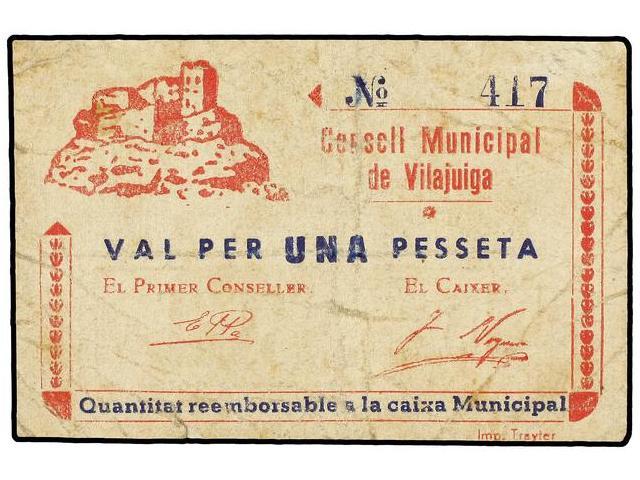 Nº 417
Consell Municipal
de Vilajuiga
VAL PER UNA PESSETA
EL PRIMER CONSELLER. EL CAIXER,
Quantitat reemborsable a la caixa Municipal
Imp. Trayter